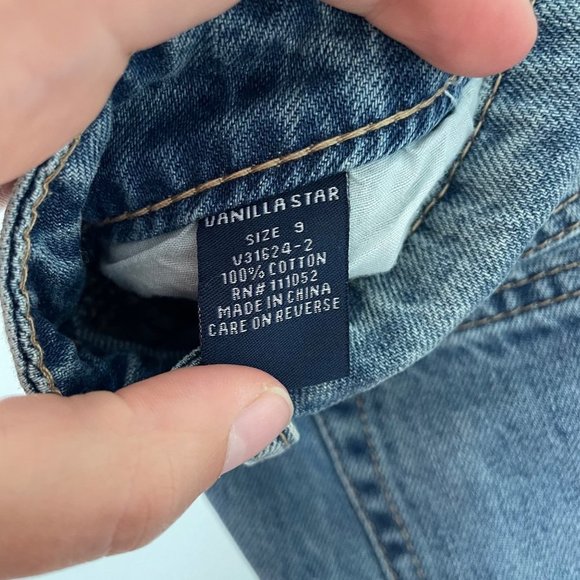 VANILLA STAR
SIZE 9
V31624-2
100% COTTON
RN# 111052
MADE IN CHINA
CARE ON REVERSE